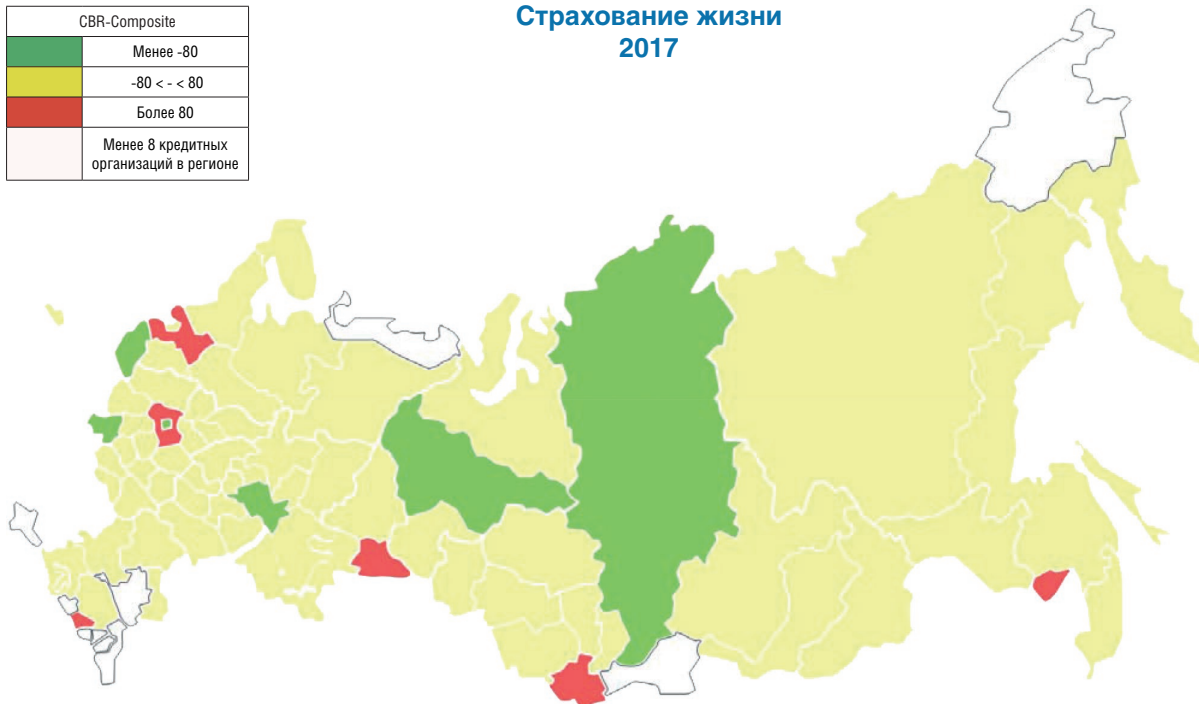 Страхование жизни
2017
CBR-Composite
Менее -80
-80 < - < 80
Более 80
Менее 8 кредитных
организаций в регионе